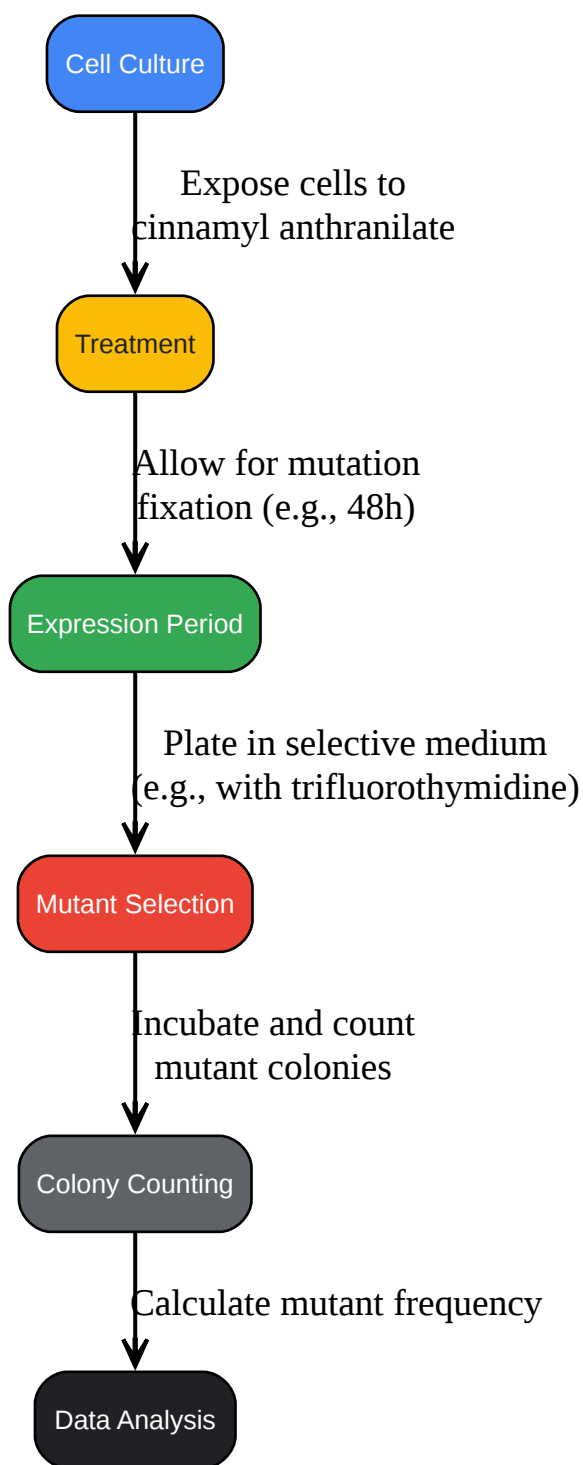 Cell Culture
Expose cells to
cinnamyl anthranilate
Treatment
Allow for mutation
fixation (e.g., 48h)
Expression Period
Plate in selective medium
(e.g., with trifluorothymidine)
Mutant Selection
Incubate and count
mutant colonies
Colony Counting
Calculate mutant frequency
Data Analysis